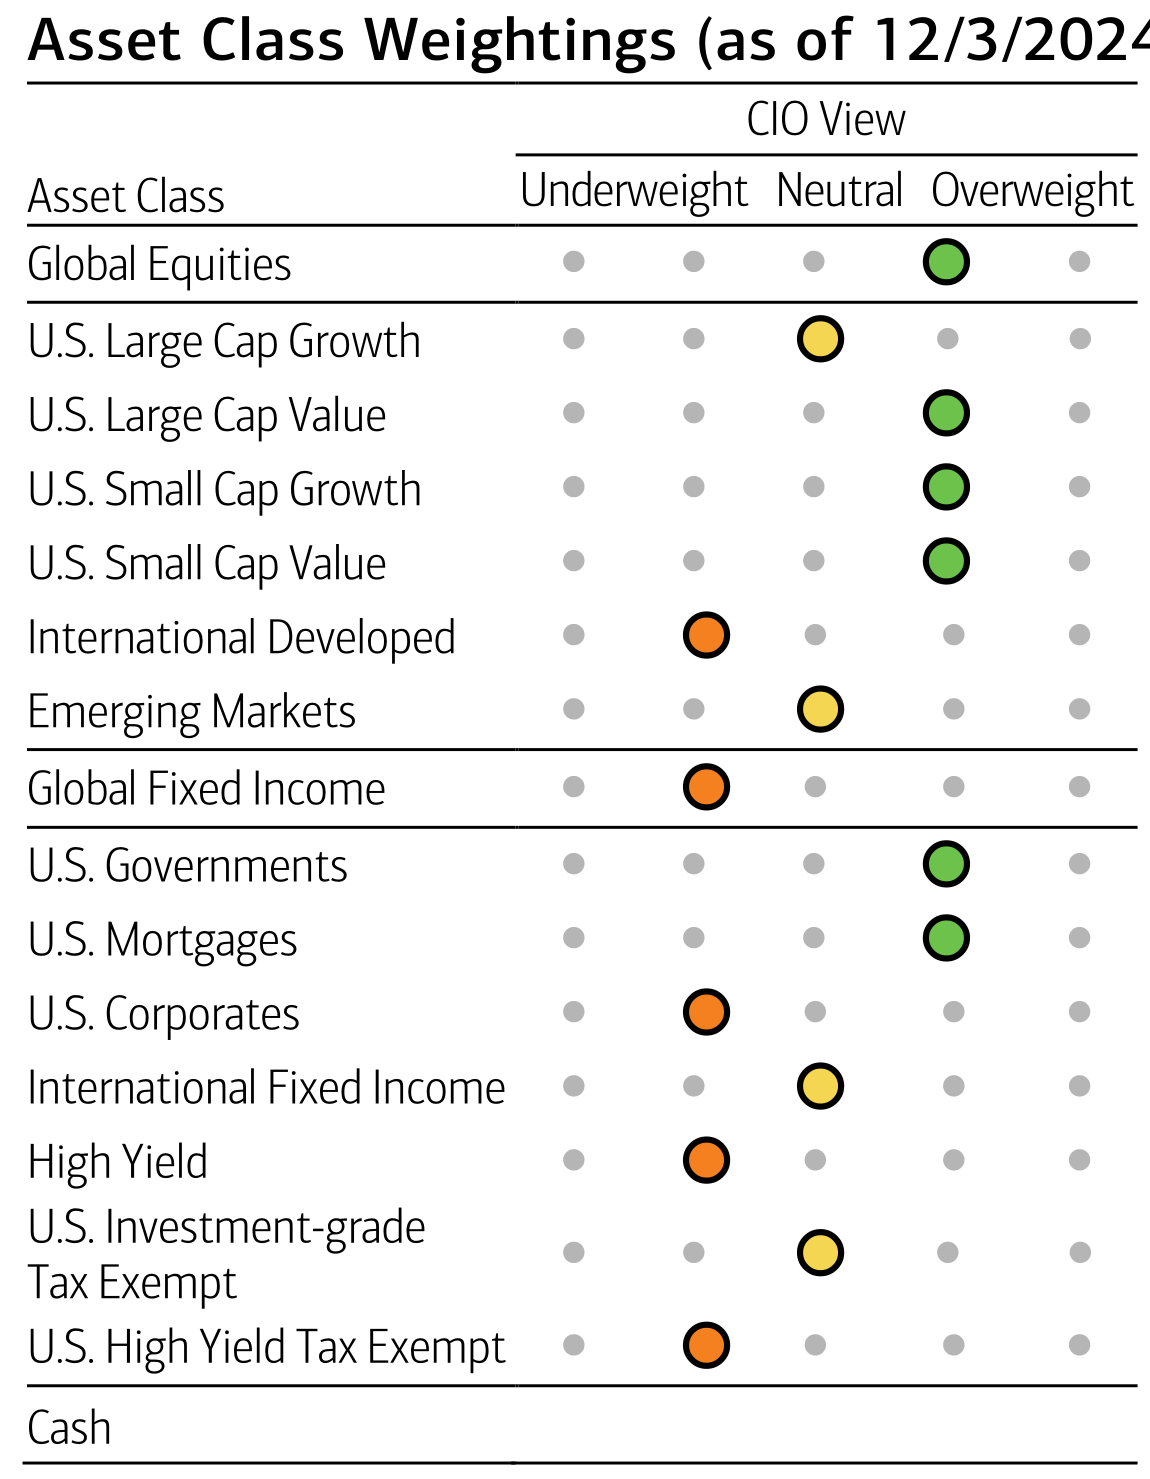 Asset Class Weightings (as of 12/3/2024
CIO View
Asset Class Underweight Neutral Overweight
Global Equities
U.S. Large Cap Growth
U.S. Large Cap Value
U.S. Small Cap Growth
U.S. Small Cap Value
International Developed
Emerging Markets
Global Fixed Income
U.S. Governments
U.S. Mortgages
U.S. Corporates
International Fixed Income
High Yield
U.S. Investment-grade
Tax Exempt
U.S. High Yield Tax Exempt
Cash